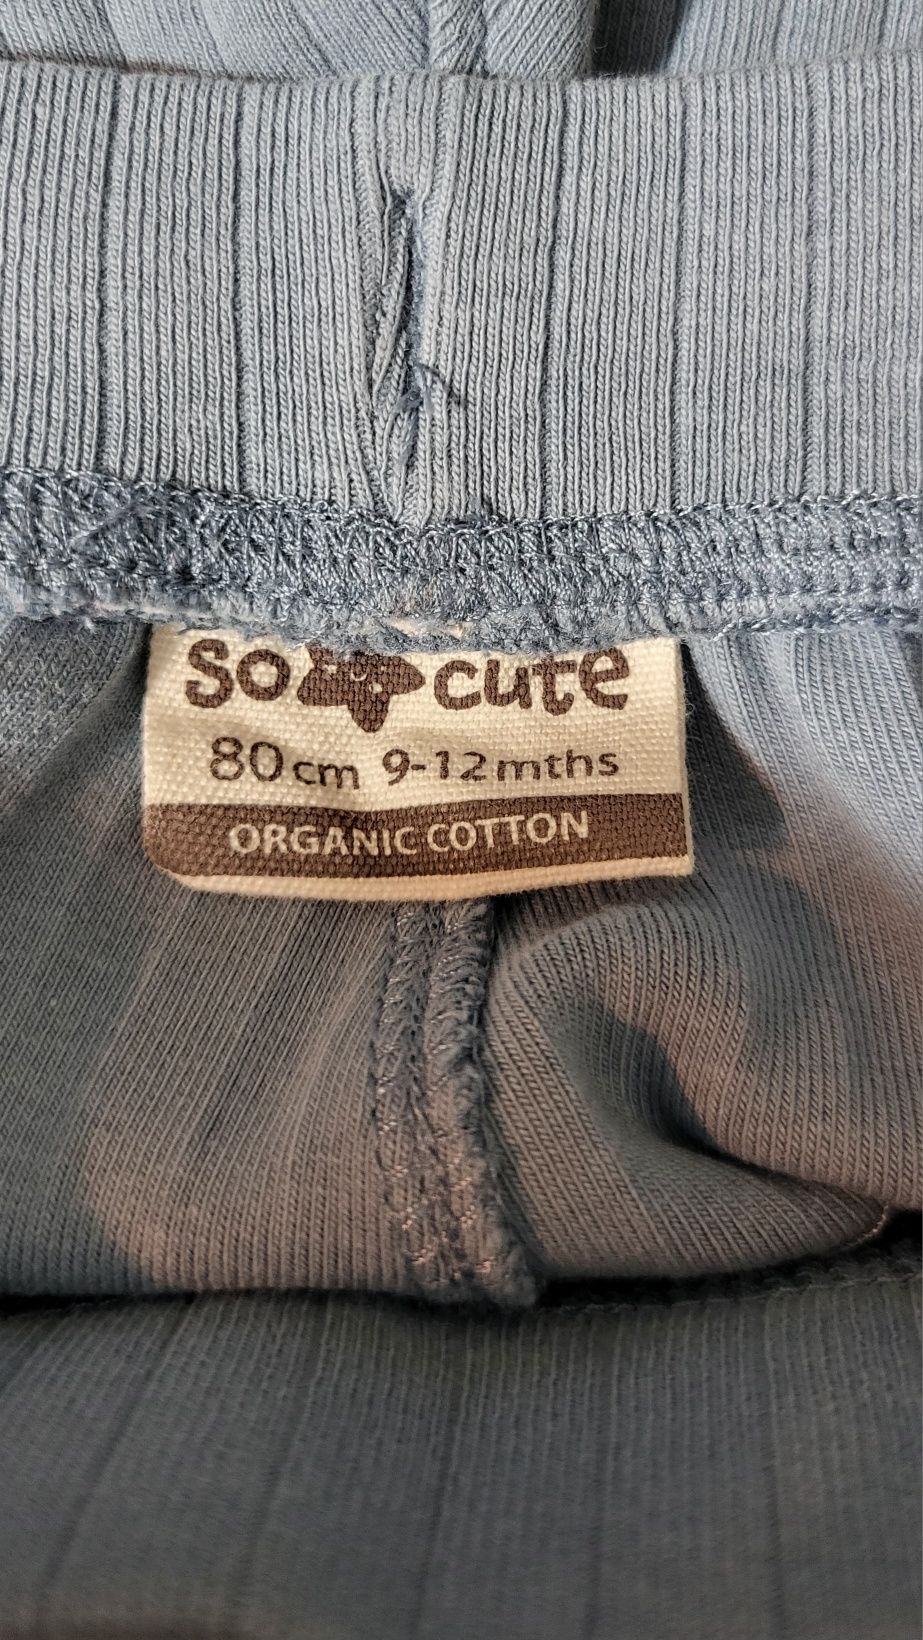 so cute
80cm 9-12mths
ORGANIC COTTON